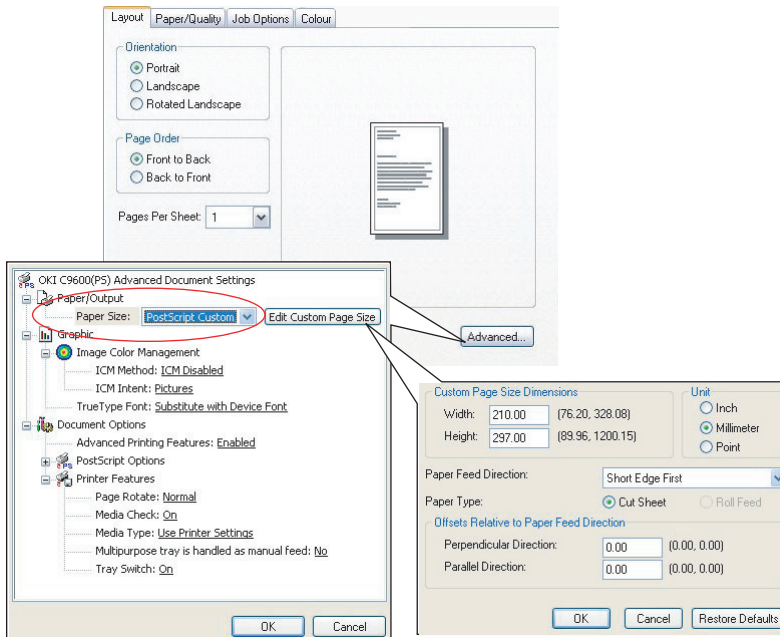 Layout Paper/Quality Job Options Colour
Orientation
Portrait
Landscape
Rotated Landscape
Page Order
Front to Back
Back to Front
Pages Per Sheet: 1
Advanced...
OKI C9600(PS) Advanced Document Settings
Paper/Output
Paper Size: PostScript Custom Edit Custom Page Size
Graphic
Image Color Management
ICM Method: ICM Disabled
ICM Intent: Pictures
TrueType Font: Substitute with Device Font
Document Options
Advanced Printing Features: Enabled
PostScript Options
Printer Features
Page Rotate: Normal
Media Check: On
Media Type: Use Printer Settings
Multipurpose tray is handled as manual feed: No
Tray Switch: On
OK Cancel
Custom Page Size Dimensions
Width: 210.00 (76.20, 328.08)
Height: 297.00 (89.96, 1200.15)
Unit
Inch
Millimeter
Point
Paper Feed Direction: Short Edge First
Paper Type: Cut Sheet Roll Feed
Offsets Relative to Paper Feed Direction
Perpendicular Direction: 0.00 (0.00, 0.00)
Parallel Direction: 0.00 (0.00, 0.00)
OK Cancel Restore Defaults